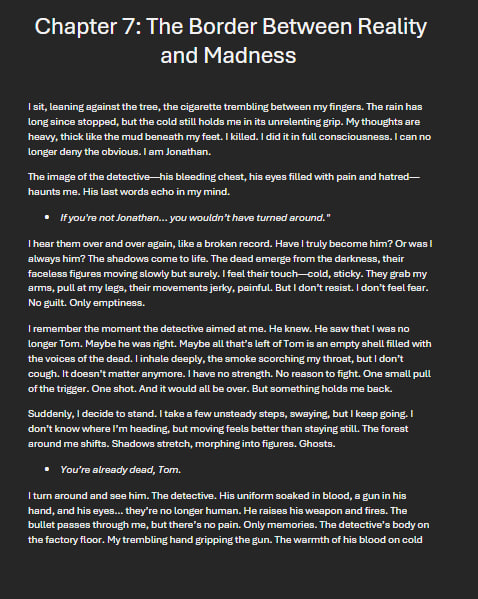 Chapter 7: The Border Between Reality
and Madness
I sit, leaning against the tree, the cigarette trembling between my fingers. The rain has
long since stopped, but the cold still holds me in its unrelenting grip. My thoughts are
heavy, thick like the mud beneath my feet. I killed. I did it in full consciousness. I can no
longer deny the obvious. I am Jonathan.
The image of the detective—his bleeding chest, his eyes filled with pain and hatred—
haunts me. His last words echo in my mind.
• If you're not Jonathan... you wouldn't have turned around."
I hear them over and over again, like a broken record. Have I truly become him? Or was I
always him? The shadows come to life. The dead emerge from the darkness, their
faceless figures moving slowly but surely. I feel their touch—cold, sticky. They grab my
arms, pull at my legs, their movements jerky, painful. But I don't resist. I don't feel fear.
No guilt. Only emptiness.
I remember the moment the detective aimed at me. He knew. He saw that I was no
longer Tom. Maybe he was right. Maybe all that's left of Tom is an empty shell filled with
the voices of the dead. I inhale deeply, the smoke scorching my throat, but I don't
cough. It doesn't matter anymore. I have no strength. No reason to fight. One small pull
of the trigger. One shot. And it would all be over. But something holds me back.
Suddenly, I decide to stand. I take a few unsteady steps, swaying, but I keep going. I
don't know where I'm heading, but moving feels better than staying still. The forest
around me shifts. Shadows stretch, morphing into figures. Ghosts.
• You're already dead, Tom.
I turn around and see him. The detective. His uniform soaked in blood, a gun in his
hand, and his eyes... they're no longer human. He raises his weapon and fires. The
bullet passes through me, but there's no pain. Only memories. The detective's body on
the factory floor. My trembling hand gripping the gun. The warmth of his blood on cold